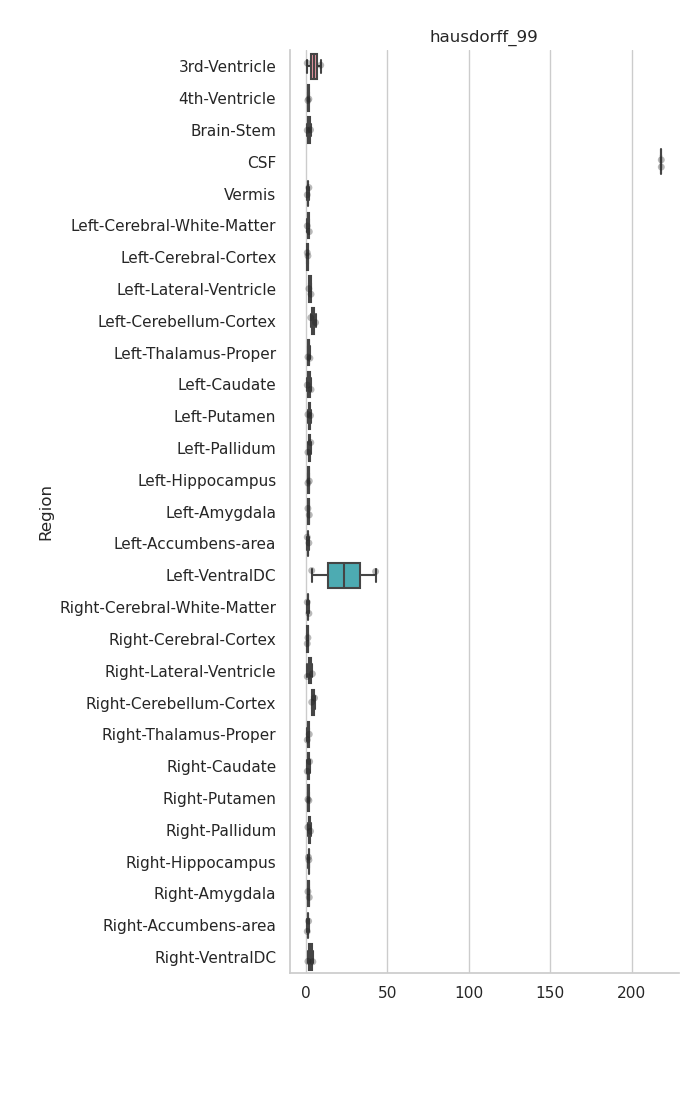 hausdorff_99
3rd-Ventricle
4th-Ventricle
Brain-Stem
CSF
Vermis
Left-Cerebral-White-Matter
Left-Cerebral-Cortex
Left-Lateral-Ventricle
Left-Cerebellum-Cortex
Left-Thalamus-Proper
Left-Caudate
Left-Putamen
Left-Pallidum
Left-Hippocampus
Region
Left-Amygdala
Left-Accumbens-area
Left-VentralDC
Right-Cerebral-White-Matter
Right-Cerebral-Cortex
Right-Lateral-Ventricle
Right-Cerebellum-Cortex
Right-Thalamus-Proper
Right-Caudate
Right-Putamen
Right-Pallidum
Right-Hippocampus
Right-Amygdala
Right-Accumbens-area
Right-VentralDC
0 50 100 150 200